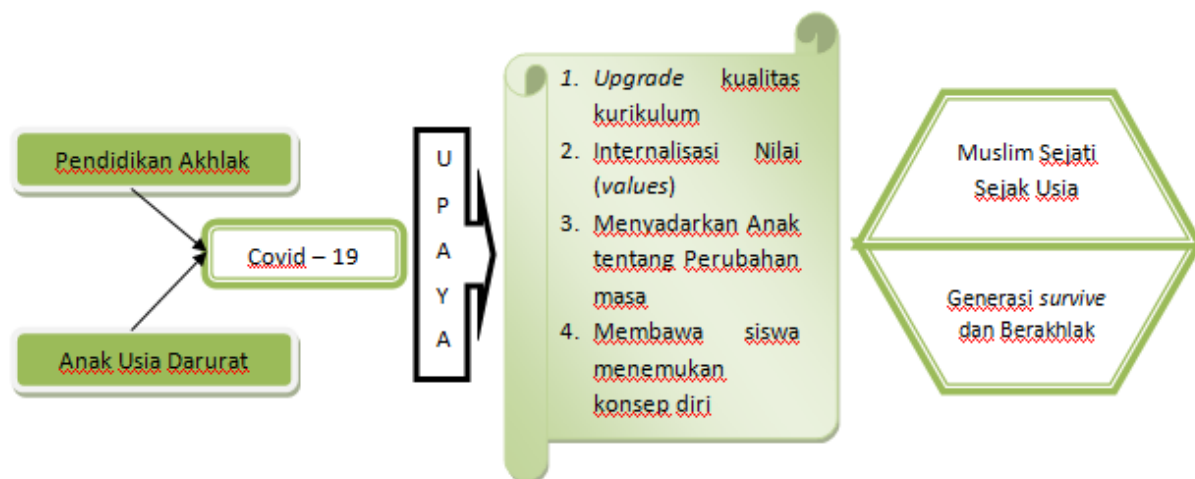 Pendidikan Akhlak
Anak Usia Darurat
Covid – 19
U
P
A
Y
A
1. Upgrade kualitas
kurikulum
2. Internalisasi Nilai
(values)
3. Menyadarkan Anak
tentang Perubahan
masa
4. Membawa siswa
menemukan
konsep diri
Muslim Sejati
Sejak Usia
Generasi survive
dan Berakhlak